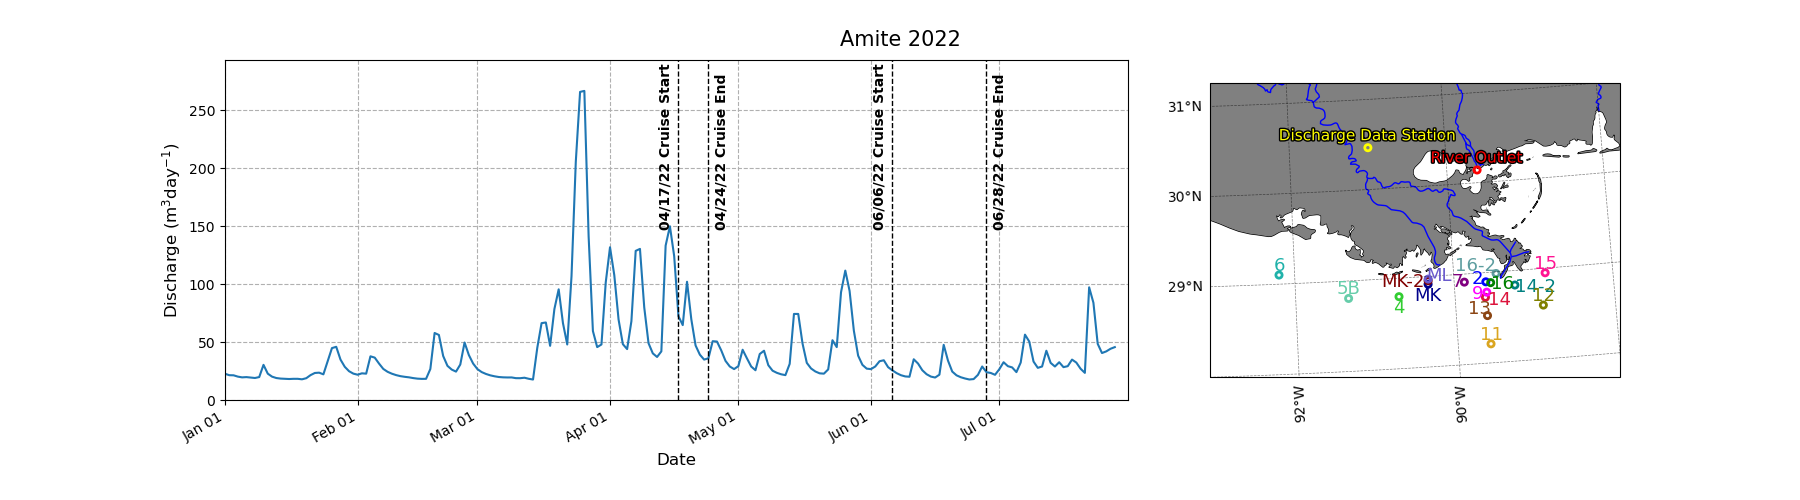 Amite 2022
Discharge (m³day⁻¹)
250
200
150
100
50
0
04/17/22 Cruise Start
04/24/22 Cruise End
06/06/22 Cruise Start
06/28/22 Cruise End
Jan 01
Feb 01
Mar 01
Apr 01
May 01
Jun 01
Jul 01
Date
31°N
30°N
29°N
92°W
90°W
Discharge Data Station
River Outlet
6
5B
4
MK-2
MK
ML
7
16-2
2
16
9
14
14-2
15
12
13
11